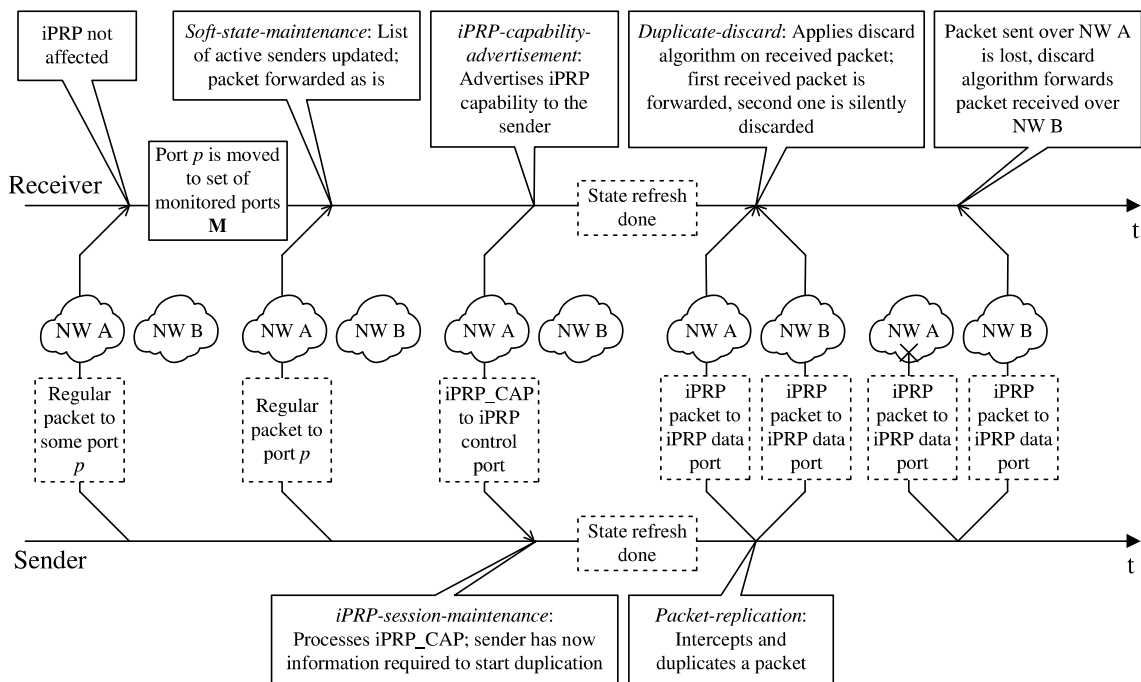 iPRP not
affected
Soft-state-maintenance: List
of active senders updated;
packet forwarded as is
iPRP-capability-
advertisement:
Advertises iPRP
capability to the
sender
Duplicate-discard: Applies discard
algorithm on received packet;
first received packet is
forwarded, second one is silently
discarded
Packet sent over NW A
is lost, discard
algorithm forwards
packet received over
NW B
Receiver
Port p is moved
to set of
monitored ports
M
State refresh
done
t
NW A
NW B
NW A
NW B
NW A
NW B
NW A
NW B
NW A
NW B
Regular
packet to
some port
p
Regular
packet to
port p
iPRP_CAP
to iPRP
control
port
iPRP
packet to
iPRP data
port
iPRP
packet to
iPRP data
port
iPRP
packet to
iPRP data
port
iPRP
packet to
iPRP data
port
Sender
State refresh
done
t
iPRP-session-maintenance:
Processes iPRP_CAP; sender has now
information required to start duplication
Packet-replication:
Intercepts and
duplicates a packet